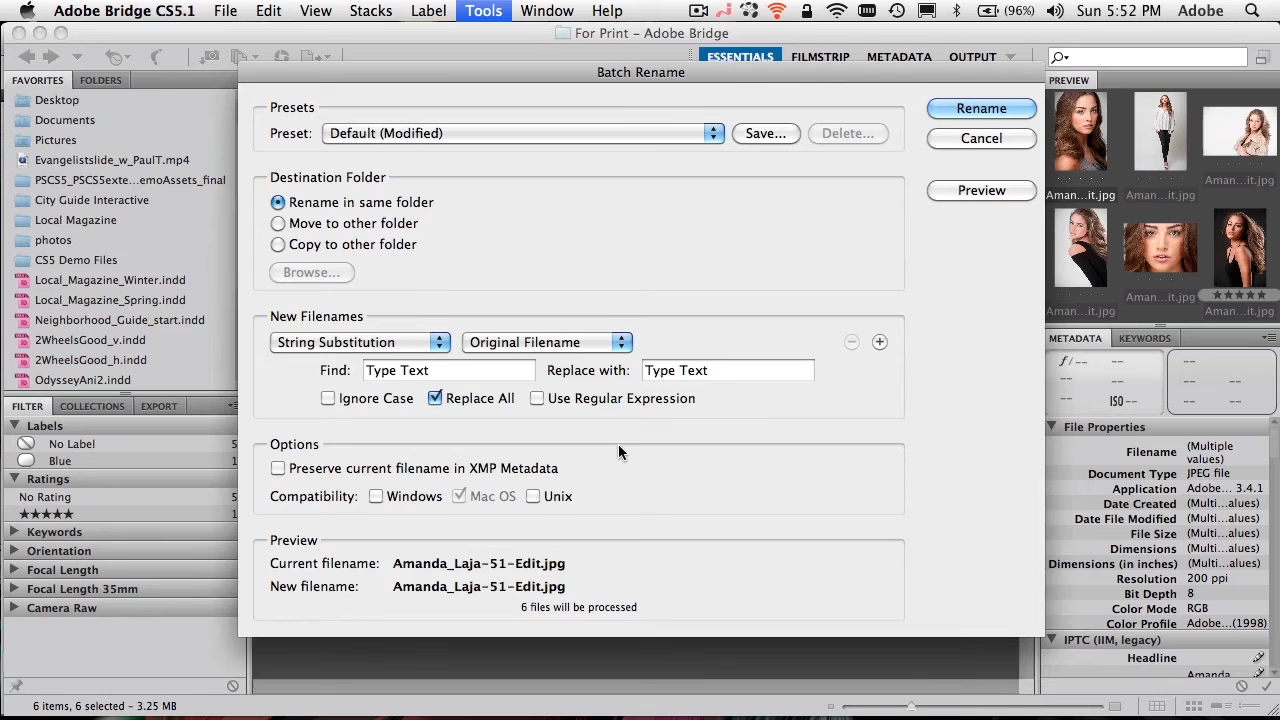 Adobe Bridge CS5.1 File Edit View Stacks Label Tools Window Help (96%) Sun 5:52 PM Adobe
For Print – Adobe Bridge
ESSENTIALS FILMSTRIP METADATA OUTPUT
FAVORITES FOLDERS
Desktop
Documents
Pictures
Evangelistslide_w_PaulT.mp4
PSCS5_PSCS5exte...emoAssets_final
City Guide Interactive
Local Magazine
photos
CS5 Demo Files
Local_Magazine_Winter.indd
Local_Magazine_Spring.indd
Neighborhood_Guide_start.indd
2WheelsGood_v.indd
2WheelsGood_h.indd
OdysseyAni2.indd
FILTER COLLECTIONS EXPORT
Labels
No Label 5
Blue 1
Ratings
No Rating 5
★★★★★ 1
Keywords
Orientation
Focal Length
Focal Length 35mm
Camera Raw
6 items, 6 selected – 3.25 MB
Batch Rename
Presets
Preset: Default (Modified) Save... Delete...
Rename
Cancel
Preview
Destination Folder
Rename in same folder
Move to other folder
Copy to other folder
Browse...
New Filenames
String Substitution Original Filename
Find: Type Text Replace with: Type Text
Ignore Case Replace All Use Regular Expression
Options
Preserve current filename in XMP Metadata
Compatibility: Windows Mac OS Unix
Preview
Current filename: Amanda_Laja-51-Edit.jpg
New filename: Amanda_Laja-51-Edit.jpg
6 files will be processed
PREVIEW
Aman...it.jpg Aman...it.jpg Aman...it.jpg
★★★★★
Aman...it.jpg Aman...it.jpg Aman...it.jpg
METADATA KEYWORDS
f/-- --
-- --
-- ISO --
File Properties
Filename (Multiple values)
Document Type JPEG file
Application Adobe... 3.4.1
Date Created (Multi...alues)
Date File Modified (Multi...alues)
File Size (Multi...alues)
Dimensions (Multi...alues)
Dimensions (in inches) (Multi...alues)
Resolution 200 ppi
Bit Depth 8
Color Mode RGB
Color Profile Adobe...(1998)
IPTC (IIM, legacy)
Headline
Amanda